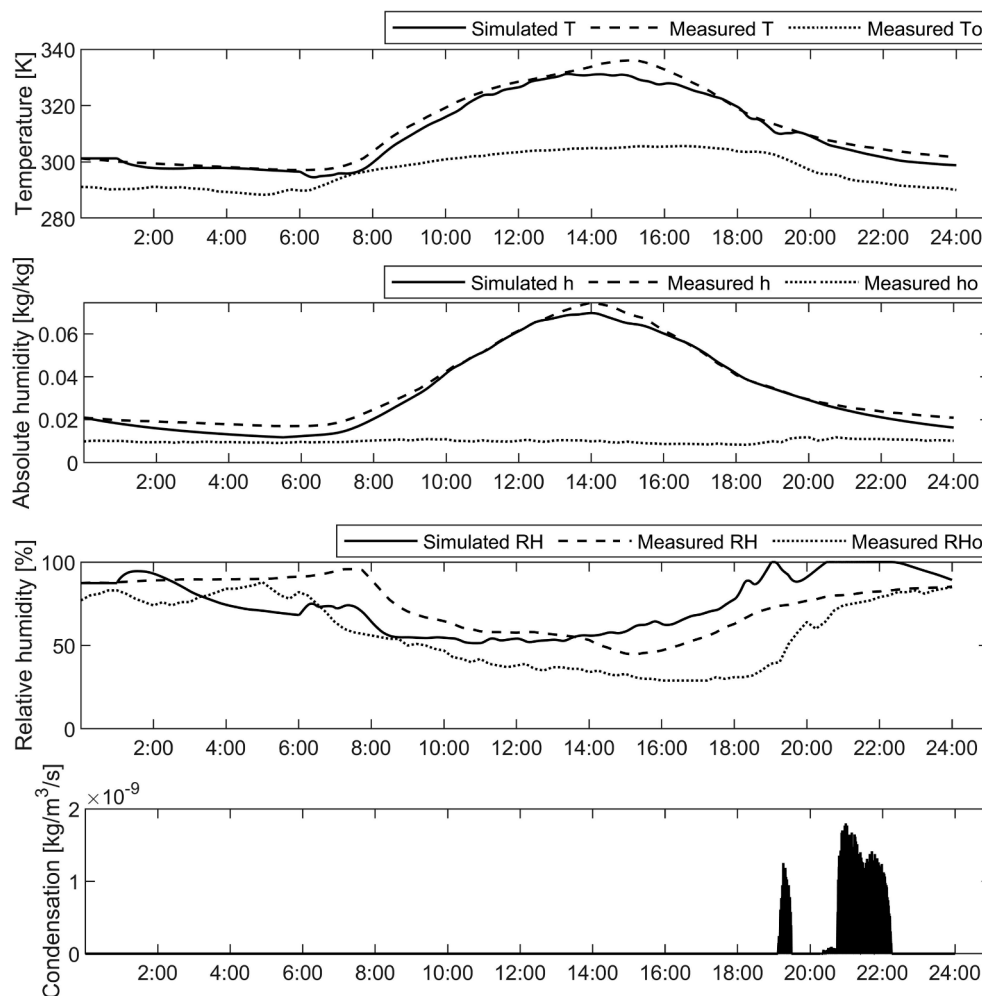 Simulated T Measured T Measured To
Temperature [K]
340
320
300
280
2:00 4:00 6:00 8:00 10:00 12:00 14:00 16:00 18:00 20:00 22:00 24:00
Simulated h Measured h Measured ho
Absolute humidity [kg/kg]
0.06
0.04
0.02
0
2:00 4:00 6:00 8:00 10:00 12:00 14:00 16:00 18:00 20:00 22:00 24:00
Simulated RH Measured RH Measured RHo
Relative humidity [%]
100
50
0
2:00 4:00 6:00 8:00 10:00 12:00 14:00 16:00 18:00 20:00 22:00 24:00
×10⁻⁹
Condensation [kg/m³/s]
2
1
0
2:00 4:00 6:00 8:00 10:00 12:00 14:00 16:00 18:00 20:00 22:00 24:00